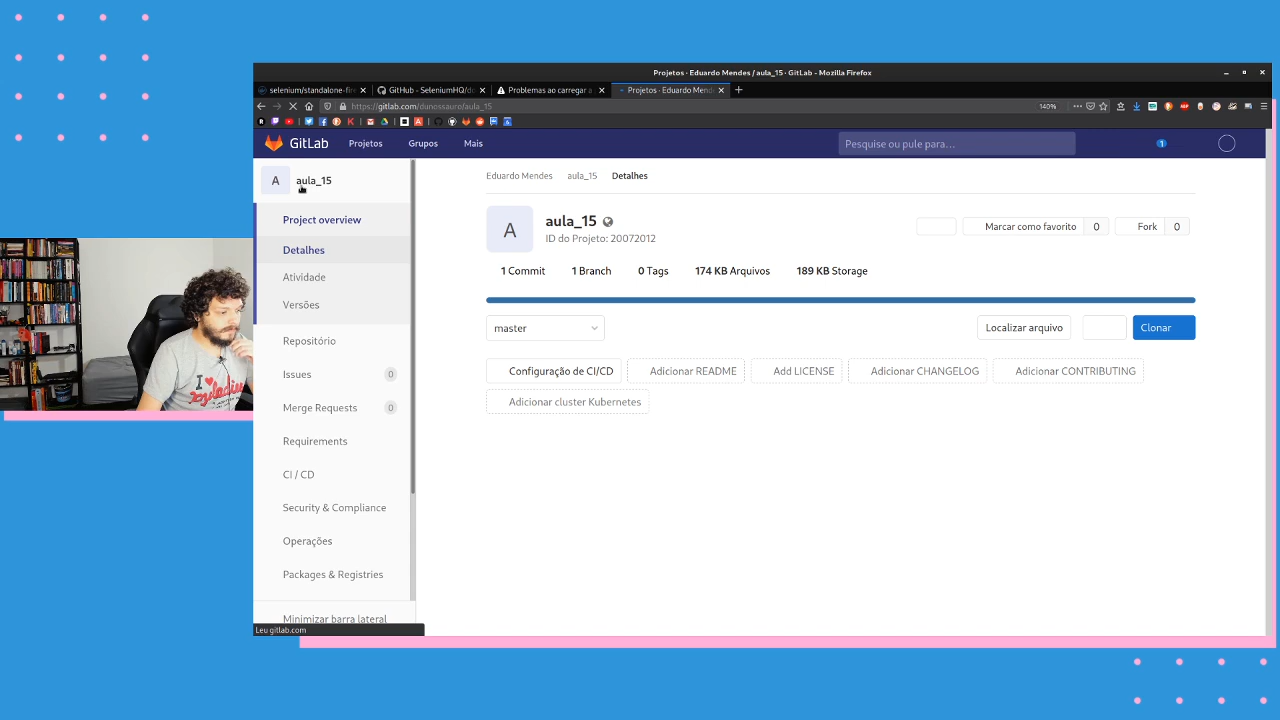 Projetos · Eduardo Mendes / aula_15 · GitLab - Mozilla Firefox
selenium/standalone-fire
GitHub - SeleniumHQ/do
Problemas ao carregar a
Projetos · Eduardo Mende
https://gitlab.com/dunossauro/aula_15
140%
GitLab
Projetos
Grupos
Mais
Pesquise ou pule para...
1
A
aula_15
Project overview
Detalhes
Atividade
Versões
Repositório
Issues
0
Merge Requests
0
Requirements
CI / CD
Security & Compliance
Operações
Packages & Registries
Minimizar barra lateral
Leu gitlab.com
Eduardo Mendes
aula_15
Detalhes
A
aula_15
ID do Projeto: 20072012
Marcar como favorito
0
Fork
0
1 Commit
1 Branch
0 Tags
174 KB Arquivos
189 KB Storage
master
Localizar arquivo
Clonar
Configuração de CI/CD
Adicionar README
Add LICENSE
Adicionar CHANGELOG
Adicionar CONTRIBUTING
Adicionar cluster Kubernetes